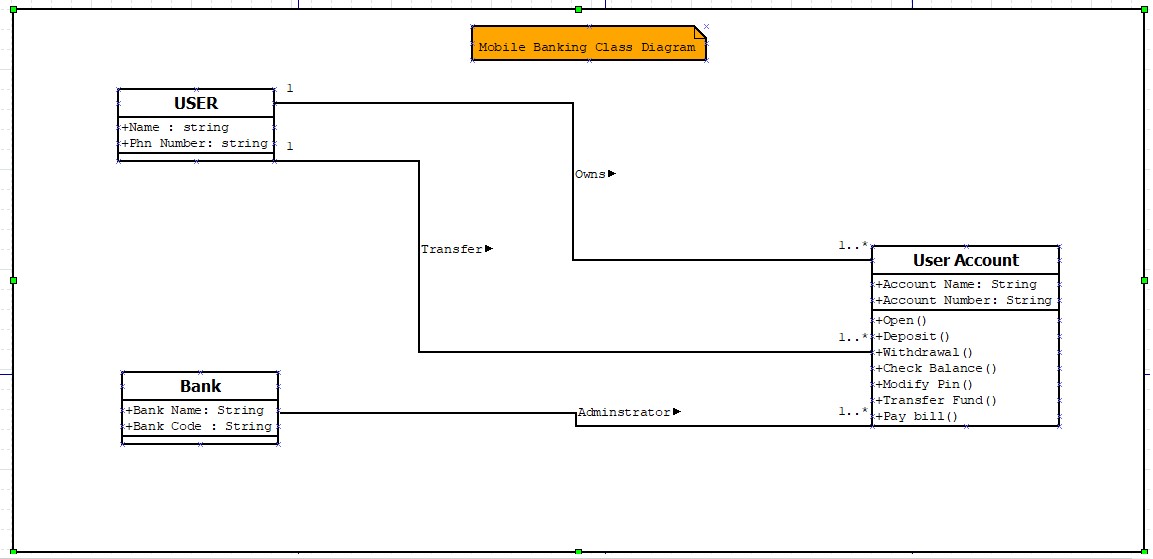 Mobile Banking Class Diagram
USER
+Name : string
+Phn Number: string
1
1
Owns
Transfer
1..*
User Account
+Account Name: String
+Account Number: String
+Open()
+Deposit()
+Withdrawal()
+Check Balance()
+Modify Pin()
+Transfer Fund()
+Pay bill()
1..*
Bank
+Bank Name: String
+Bank Code : String
Adminstrator
1..*